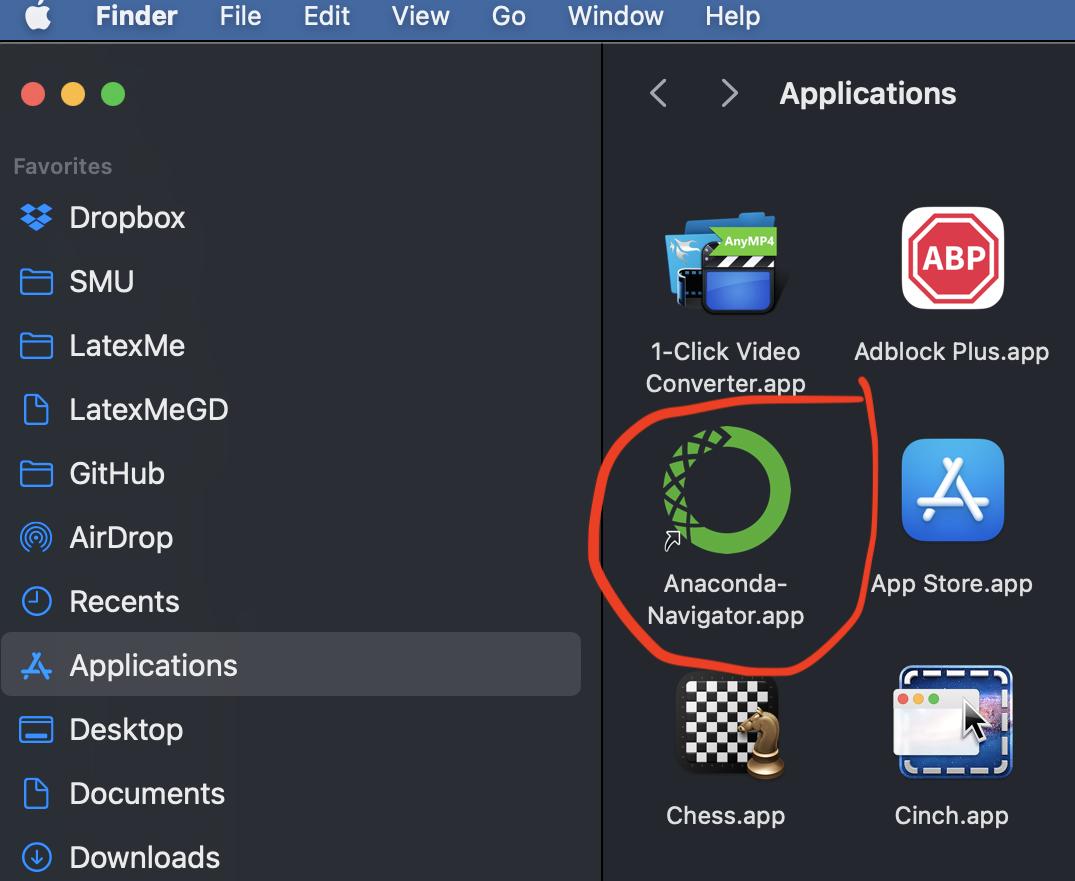 Finder File Edit View Go Window Help
Applications
Favorites
Dropbox
SMU
LatexMe
LatexMeGD
GitHub
AirDrop
Recents
Applications
Desktop
Documents
Downloads
AnyMP4
1-Click Video
Converter.app
ABP
Adblock Plus.app
Anaconda-
Navigator.app
App Store.app
Chess.app
Cinch.app